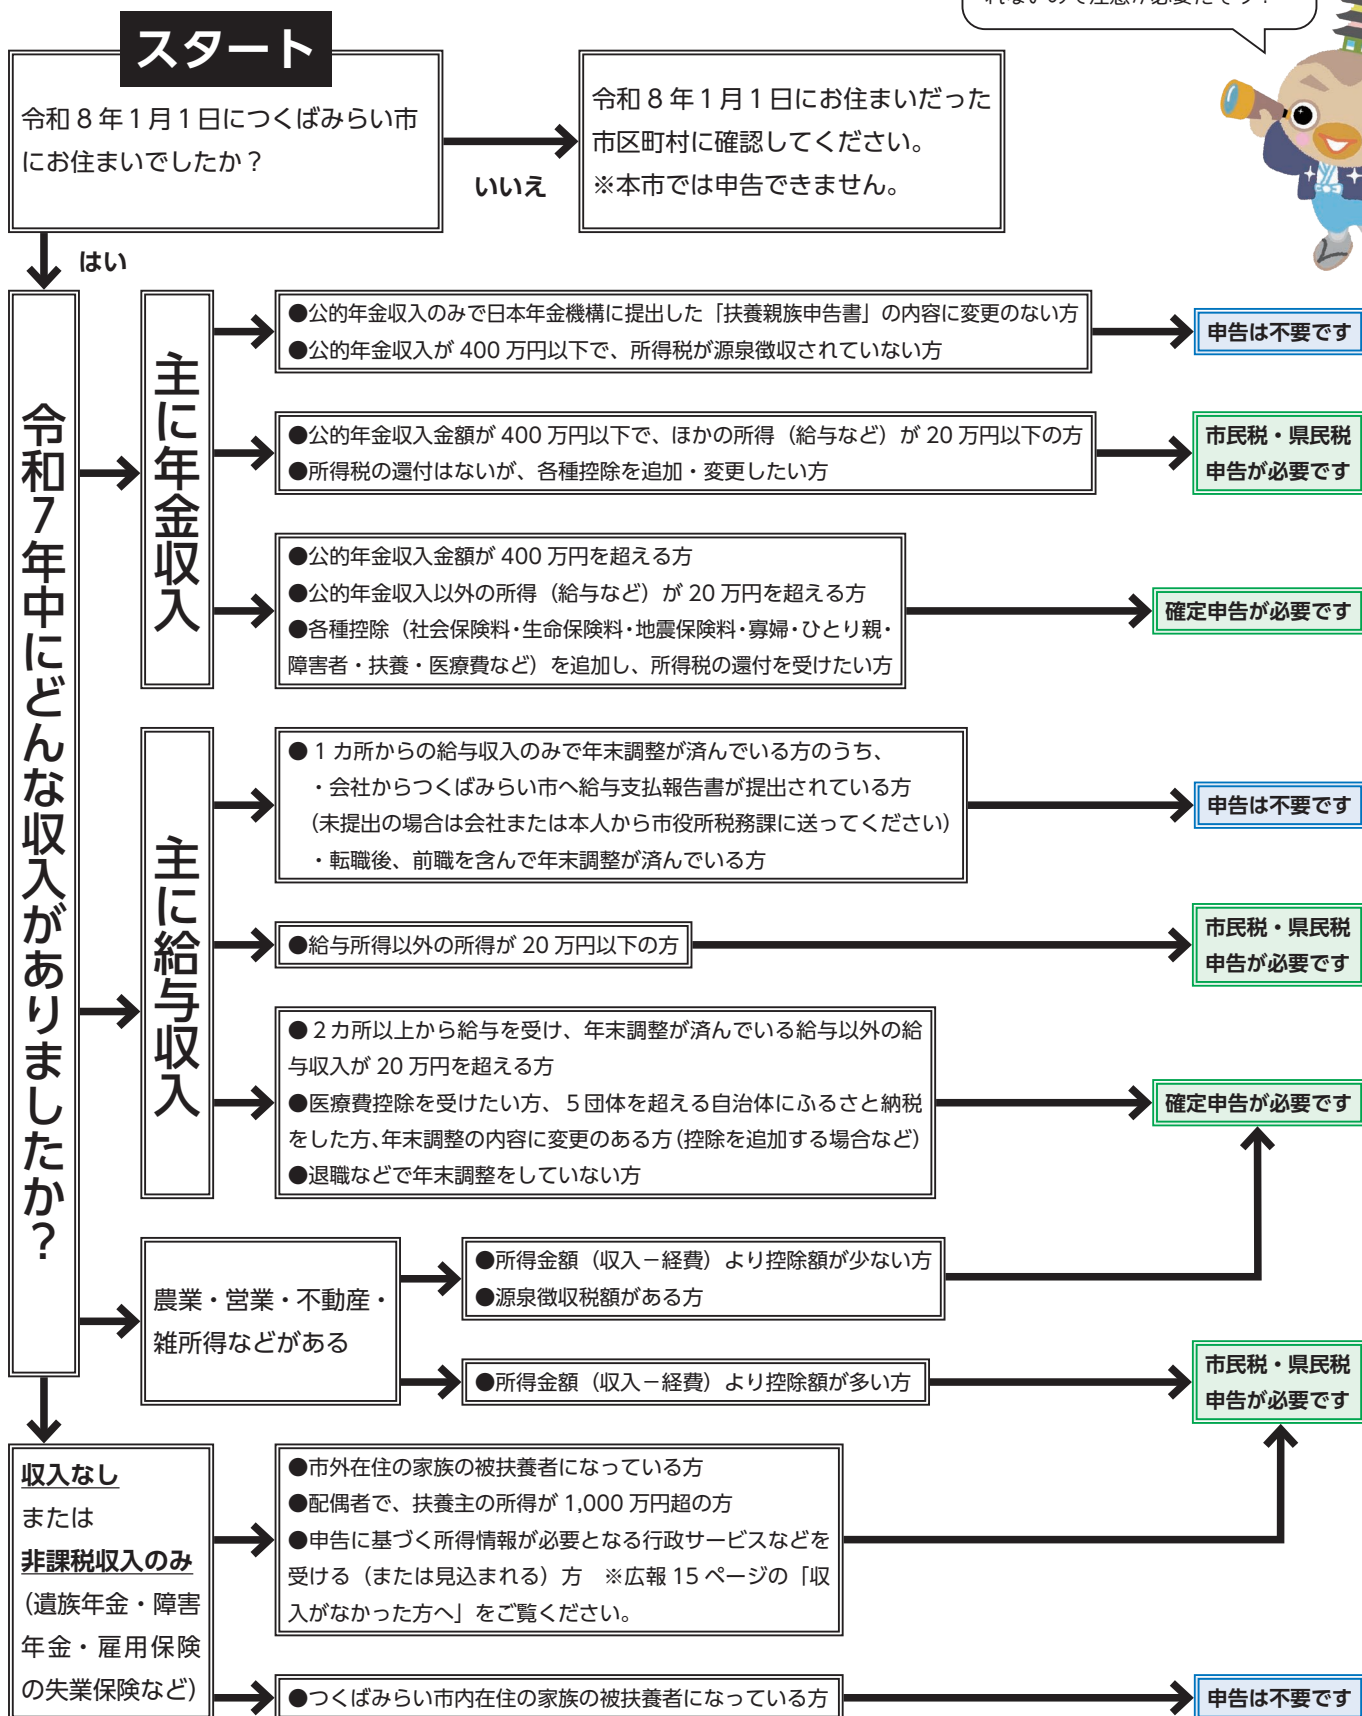 スタート
令和８年１月１日につくばみらい市
にお住まいでしたか？
いいえ
令和８年１月１日にお住まいだった
市区町村に確認してください。
※本市では申告できません。
はい
令和７年中にどんな収入がありましたか？
主に年金収入
●公的年金収入のみで日本年金機構に提出した「扶養親族申告書」の内容に変更のない方
●公的年金収入が 400 万円以下で、所得税が源泉徴収されていない方
申告は不要です
●公的年金収入金額が 400 万円以下で、ほかの所得（給与など）が 20 万円以下の方
●所得税の還付はないが、各種控除を追加・変更したい方
市民税・県民税
申告が必要です
●公的年金収入金額が 400 万円を超える方
●公的年金収入以外の所得（給与など）が 20 万円を超える方
●各種控除（社会保険料・生命保険料・地震保険料・寡婦・ひとり親・
障害者・扶養・医療費など）を追加し、所得税の還付を受けたい方
確定申告が必要です
主に給与収入
●１カ所からの給与収入のみで年末調整が済んでいる方のうち、
・会社からつくばみらい市へ給与支払報告書が提出されている方
（未提出の場合は会社または本人から市役所税務課に送ってください）
・転職後、前職を含んで年末調整が済んでいる方
申告は不要です
●給与所得以外の所得が 20 万円以下の方
市民税・県民税
申告が必要です
●２カ所以上から給与を受け、年末調整が済んでいる給与以外の給
与収入が 20 万円を超える方
●医療費控除を受けたい方、５団体を超える自治体にふるさと納税
をした方、年末調整の内容に変更のある方（控除を追加する場合など）
●退職などで年末調整をしていない方
確定申告が必要です
農業・営業・不動産・
雑所得などがある
●所得金額（収入－経費）より控除額が少ない方
●源泉徴収税額がある方
●所得金額（収入－経費）より控除額が多い方
市民税・県民税
申告が必要です
収入なし
または
非課税収入のみ
（遺族年金・障害
年金・雇用保険
の失業保険など）
●市外在住の家族の被扶養者になっている方
●配偶者で、扶養主の所得が 1,000 万円超の方
●申告に基づく所得情報が必要となる行政サービスなどを
受ける（または見込まれる）方　※広報 15 ページの「収
入がなかった方へ」をご覧ください。
●つくばみらい市内在住の家族の被扶養者になっている方
申告は不要です